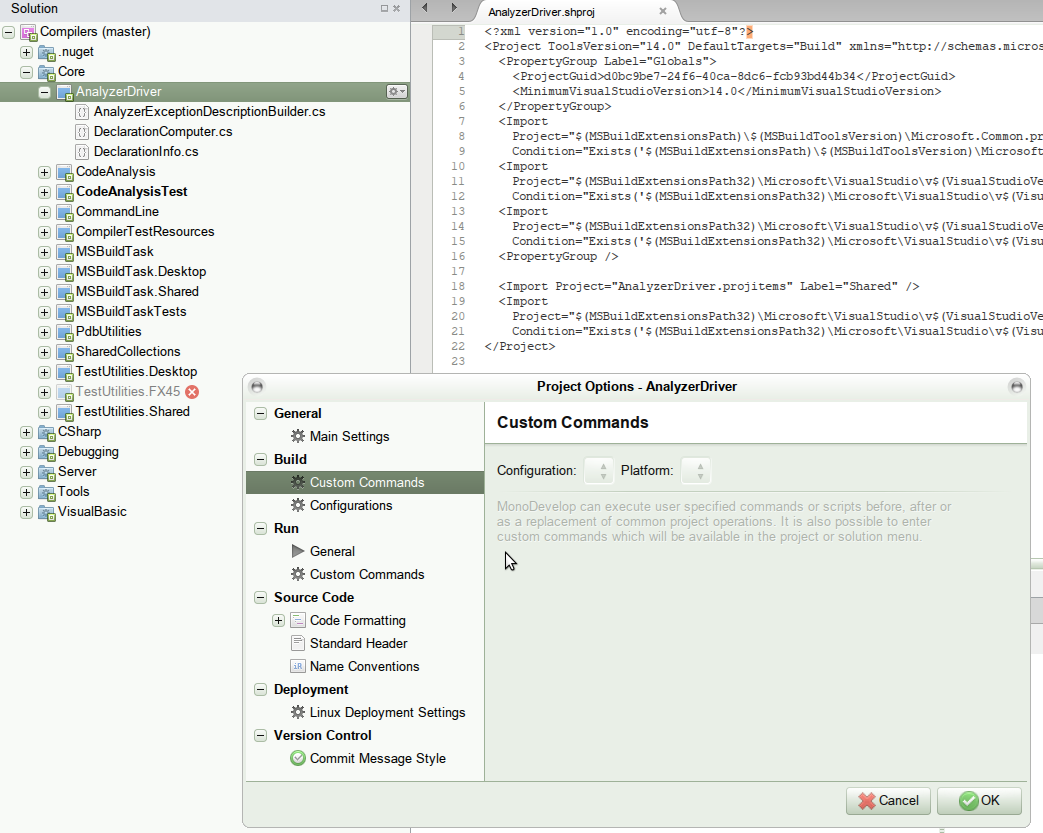 Solution
Compilers (master)
.nuget
Core
AnalyzerDriver
AnalyzerExceptionDescriptionBuilder.cs
DeclarationComputer.cs
DeclarationInfo.cs
CodeAnalysis
CodeAnalysisTest
CommandLine
CompilerTestResources
MSBuildTask
MSBuildTask.Desktop
MSBuildTask.Shared
MSBuildTaskTests
PdbUtilities
SharedCollections
TestUtilities.Desktop
TestUtilities.FX45
TestUtilities.Shared
CSharp
Debugging
Server
Tools
VisualBasic
AnalyzerDriver.shproj
1 <?xml version="1.0" encoding="utf-8"?>
2 <Project ToolsVersion="14.0" DefaultTargets="Build" xmlns="http://schemas.micros
3 <PropertyGroup Label="Globals">
4 <ProjectGuid>d0bc9be7-24f6-40ca-8dc6-fcb93bd44b34</ProjectGuid>
5 <MinimumVisualStudioVersion>14.0</MinimumVisualStudioVersion>
6 </PropertyGroup>
7 <Import
8 Project="$(MSBuildExtensionsPath)\$(MSBuildToolsVersion)\Microsoft.Common.pr
9 Condition="Exists('$(MSBuildExtensionsPath)\$(MSBuildToolsVersion)\Microsoft
10 <Import
11 Project="$(MSBuildExtensionsPath32)\Microsoft\VisualStudio\v$(VisualStudioVe
12 Condition="Exists('$(MSBuildExtensionsPath32)\Microsoft\VisualStudio\v$(Visu
13 <Import
14 Project="$(MSBuildExtensionsPath32)\Microsoft\VisualStudio\v$(VisualStudioVe
15 Condition="Exists('$(MSBuildExtensionsPath32)\Microsoft\VisualStudio\v$(Visu
16 <PropertyGroup />
17
18 <Import Project="AnalyzerDriver.projitems" Label="Shared" />
19 <Import
20 Project="$(MSBuildExtensionsPath32)\Microsoft\VisualStudio\v$(VisualStudioVe
21 Condition="Exists('$(MSBuildExtensionsPath32)\Microsoft\VisualStudio\v$(Visu
22 </Project>
23
Project Options - AnalyzerDriver
General
Main Settings
Build
Custom Commands
Configurations
Run
General
Custom Commands
Source Code
Code Formatting
Standard Header
Name Conventions
Deployment
Linux Deployment Settings
Version Control
Commit Message Style
Custom Commands
Configuration: Platform:
MonoDevelop can execute user specified commands or scripts before, after or
as a replacement of common project operations. It is also possible to enter
custom commands which will be available in the project or solution menu.
Cancel OK